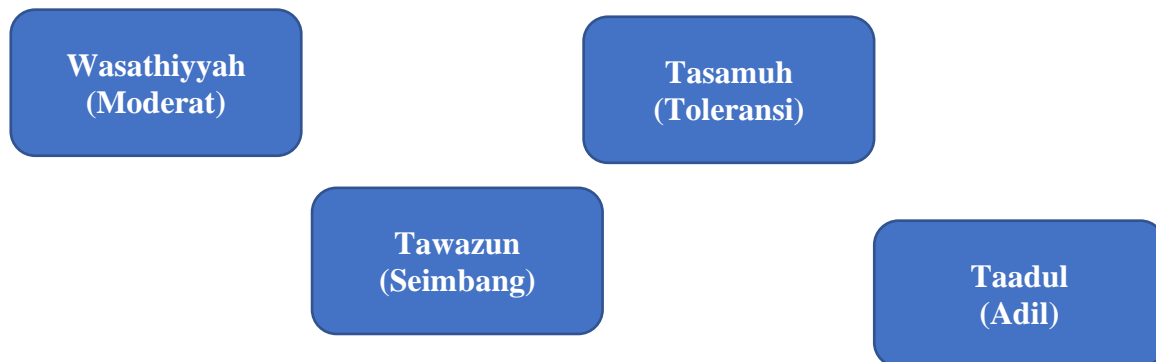 Wasathiyyah
(Moderat)
Tasamuh
(Toleransi)
Tawazun
(Seimbang)
Taadul
(Adil)